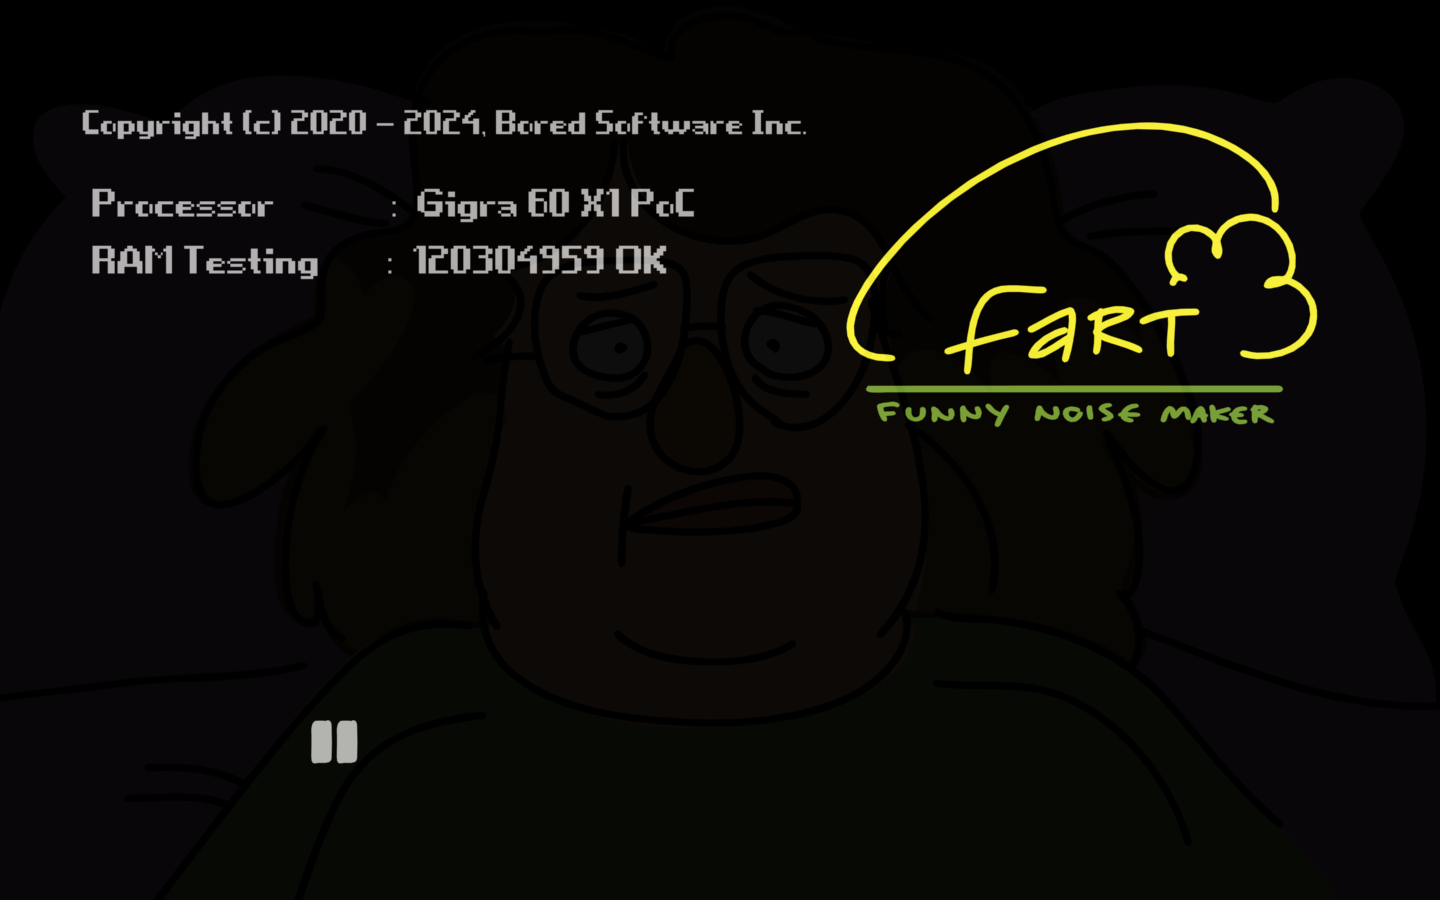 Copyright (c) 2020 - 2024, Bored Software Inc.
Processor : Gigra 60 X1 PoC
RAM Testing : 120304959 OK
FART
FUNNY NOISE MAKER